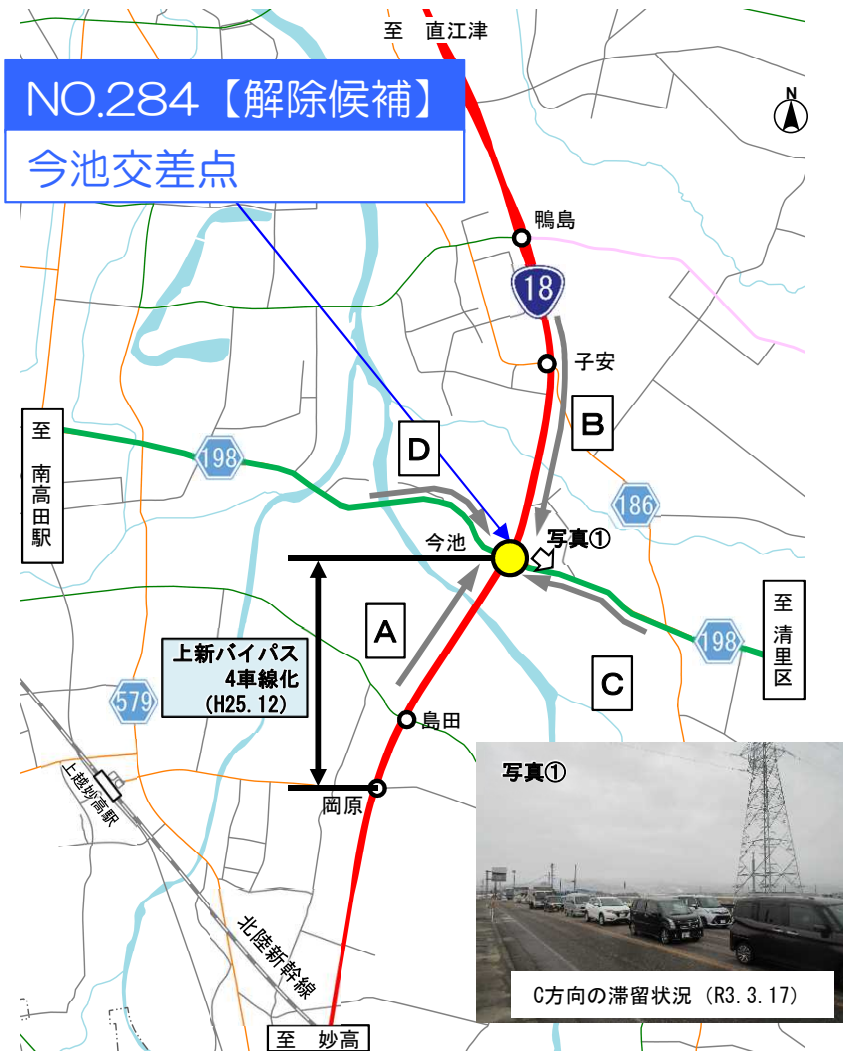 至 直江津
NO.284【解除候補】
今池交差点
N
鴨島
18
子安
B
D
至 南高田駅
198
186
今池
写真①
A
至 清里区
198
上新バイパス
4車線化
(H25.12)
C
579
島田
上越妙高駅
岡原
写真①
北陸新幹線
C方向の滞留状況（R3.3.17）
至 妙高